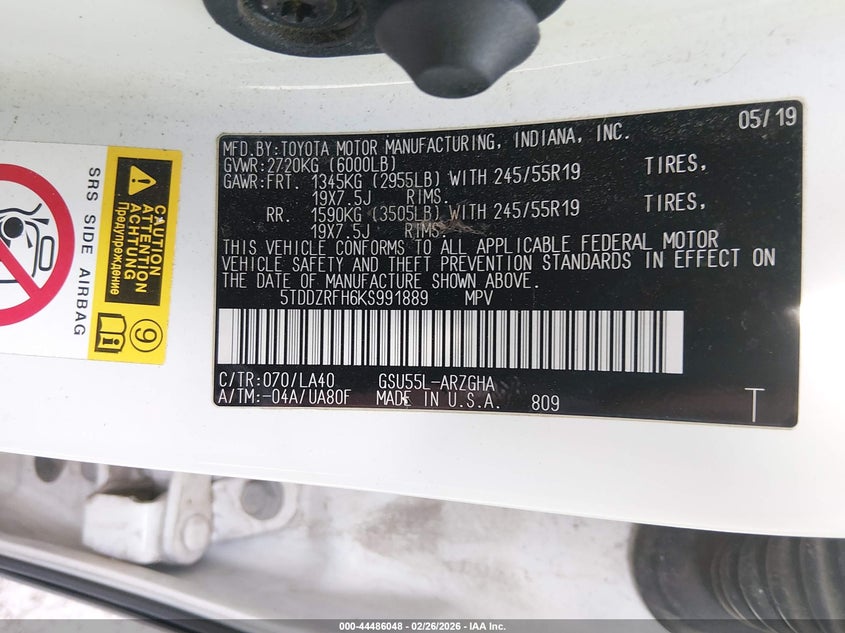 05/19
MFD.BY:TOYOTA MOTOR MANUFACTURING, INDIANA, INC.
GVWR:2720KG (6000LB)
GAWR:FRT. 1345KG (2955LB) WITH 245/55R19 TIRES,
19X7.5J RIMS.
RR. 1590KG (3505LB) WITH 245/55R19 TIRES,
19X7.5J RIMS.
THIS VEHICLE CONFORMS TO ALL APPLICABLE FEDERAL MOTOR
VEHICLE SAFETY AND THEFT PREVENTION STANDARDS IN EFFECT ON
THE DATE OF MANUFACTURE SHOWN ABOVE.
5TDDZRFH6KS991889 MPV
C/TR:070/LA40 GSU55L-ARZGHA
A/TM:-04A/UA80F MADE IN U.S.A. 809
T
SRS SIDE AIRBAG
CAUTION
ATTENTION
ACHTUNG
Предупреждение
9
i
000-44486048 | 02/26/2026 | IAA Inc.